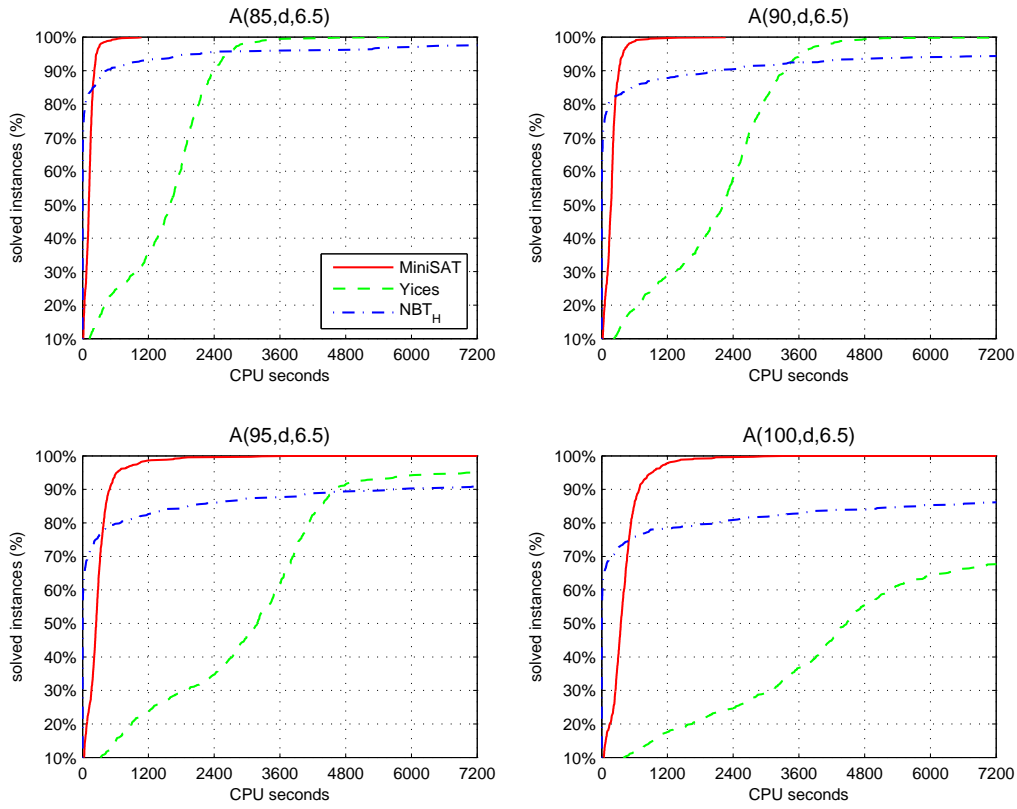 A(85,d,6.5)
100%
90%
80%
70%
60%
50%
40%
30%
20%
10%
solved instances (%)
MiniSAT
Yices
NBT_H
0 1200 2400 3600 4800 6000 7200
CPU seconds
A(90,d,6.5)
100%
90%
80%
70%
60%
50%
40%
30%
20%
10%
solved instances (%)
0 1200 2400 3600 4800 6000 7200
CPU seconds
A(95,d,6.5)
100%
90%
80%
70%
60%
50%
40%
30%
20%
10%
solved instances (%)
0 1200 2400 3600 4800 6000 7200
CPU seconds
A(100,d,6.5)
100%
90%
80%
70%
60%
50%
40%
30%
20%
10%
solved instances (%)
0 1200 2400 3600 4800 6000 7200
CPU seconds